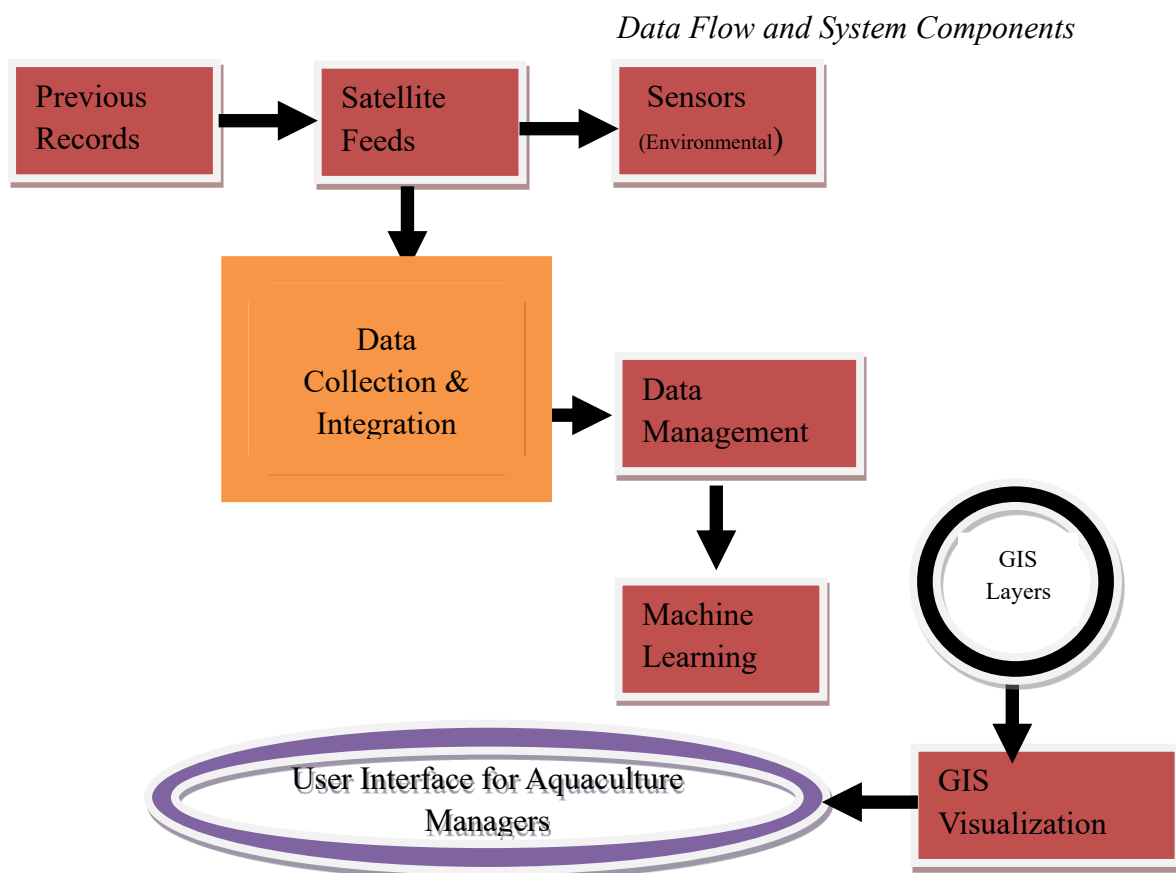 Data Flow and System Components
Previous
Records
Satellite
Feeds
Sensors
(Environmental)
Data
Collection &
Integration
Data
Management
Machine
Learning
GIS
Layers
GIS
Visualization
User Interface for Aquaculture
Managers